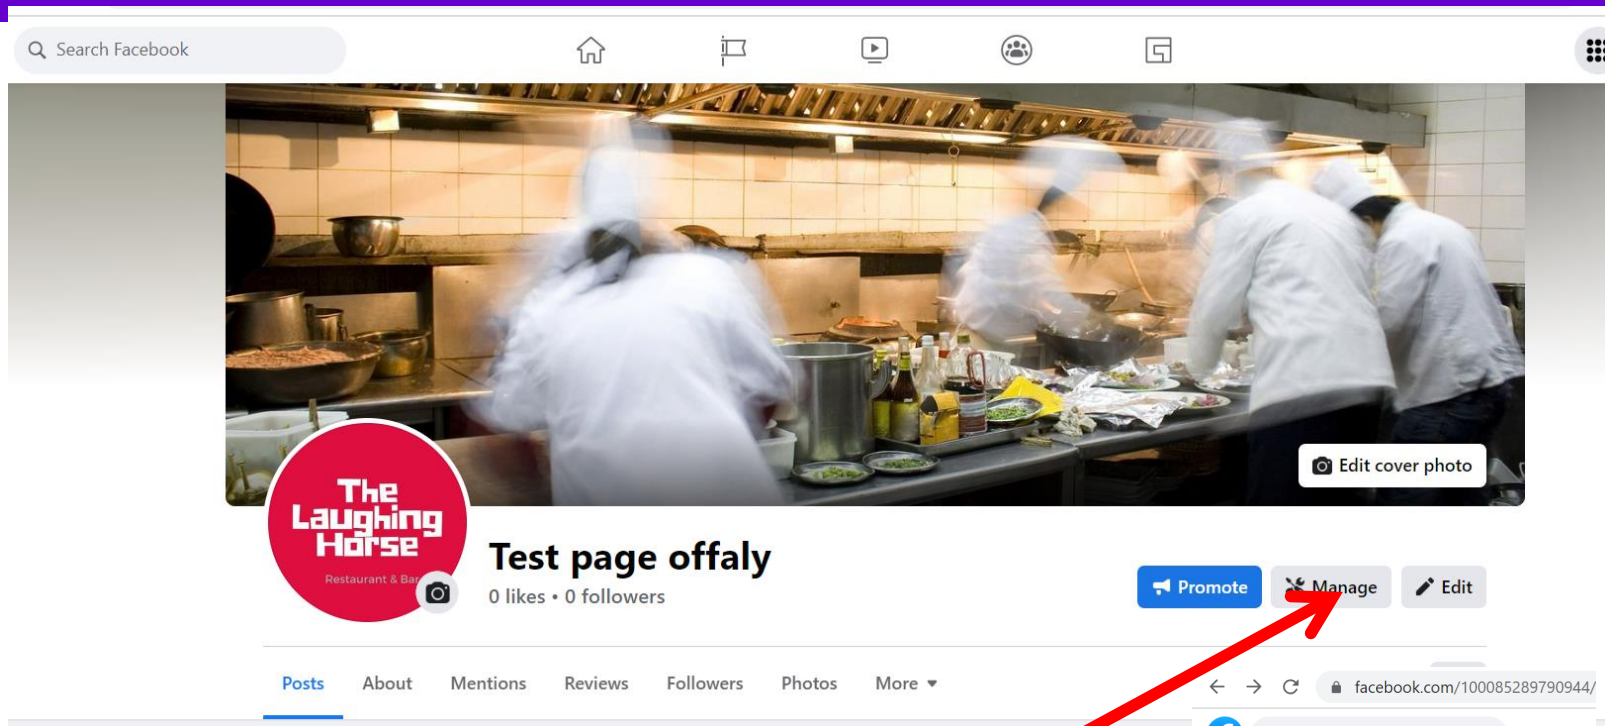 Search Facebook
Edit cover photo
The
Laughing
Horse
Restaurant & Bar
Test page offaly
0 likes • 0 followers
Promote
Manage
Edit
Posts
About
Mentions
Reviews
Followers
Photos
More
facebook.com/100085289790944/